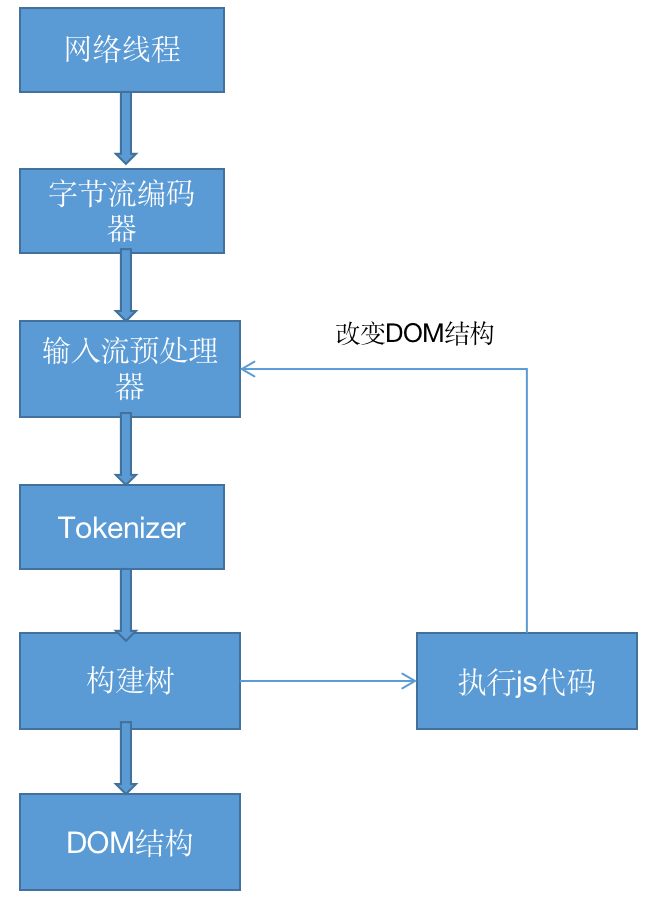 网络线程
字节流编码
器
输入流预处理
器
改变DOM结构
Tokenizer
构建树
执行js代码
DOM结构